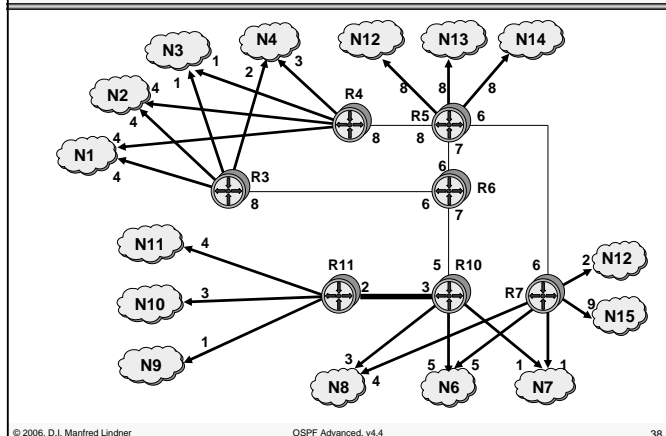 N3 1 N4 N12 N13 N14
1 2 3
N2 4 8 8 8
4 R4 R5 6
4 8 8 7
N1 4 R3 6 R6
8 6 7
N11 4 R11 5 R10 6 2 N12
N10 3 2 3 R7 9 N15
N9 1 3 4 5 5 1 1
N8 N6 N7
© 2006, D.I. Manfred Lindner OSPF Advanced, v4.4 38